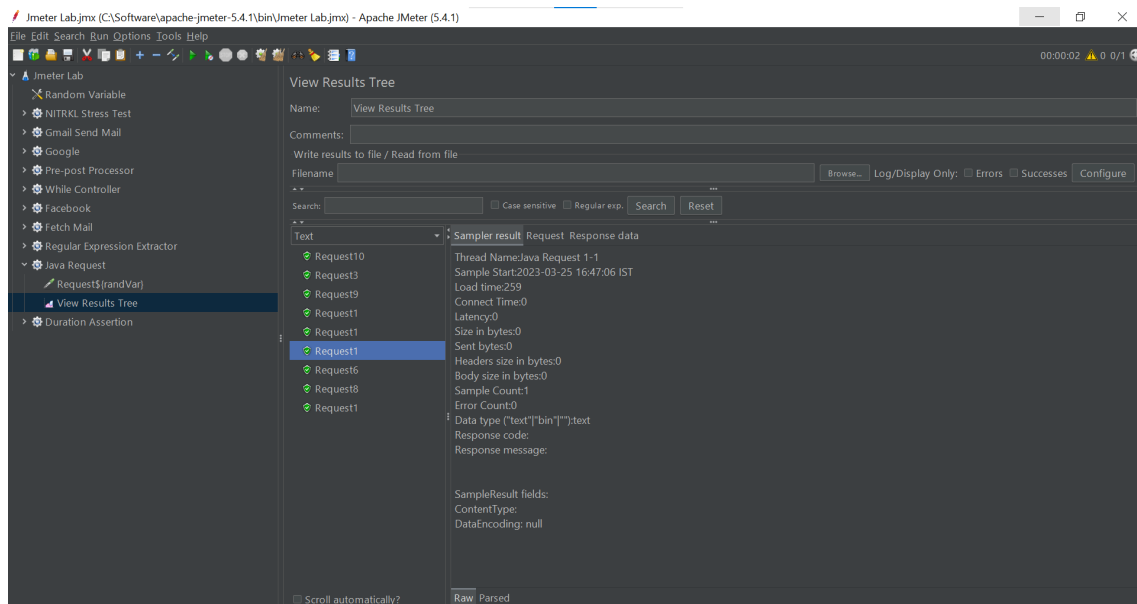 Jmeter Lab.jmx (C:\Software\apache-jmeter-5.4.1\bin\Jmeter Lab.jmx) - Apache JMeter (5.4.1)
File Edit Search Run Options Tools Help
00:00:02 0 0/1
Jmeter Lab
Random Variable
NITRKL Stress Test
Gmail Send Mail
Google
Pre-post Processor
While Controller
Facebook
Fetch Mail
Regular Expression Extractor
Java Request
Request${randVar}
View Results Tree
Duration Assertion
View Results Tree
Name: View Results Tree
Comments:
Write results to file / Read from file
Filename Browse... Log/Display Only: Errors Successes Configure
Search: Case sensitive Regular exp. Search Reset
Text
Request10
Request3
Request9
Request1
Request1
Request1
Request6
Request8
Request1
Scroll automatically?
Sampler result Request Response data
Thread Name:Java Request 1-1
Sample Start:2023-03-25 16:47:06 IST
Load time:259
Connect Time:0
Latency:0
Size in bytes:0
Sent bytes:0
Headers size in bytes:0
Body size in bytes:0
Sample Count:1
Error Count:0
Data type ("text"|"bin"|""):text
Response code:
Response message:
SampleResult fields:
ContentType:
DataEncoding: null
Raw Parsed